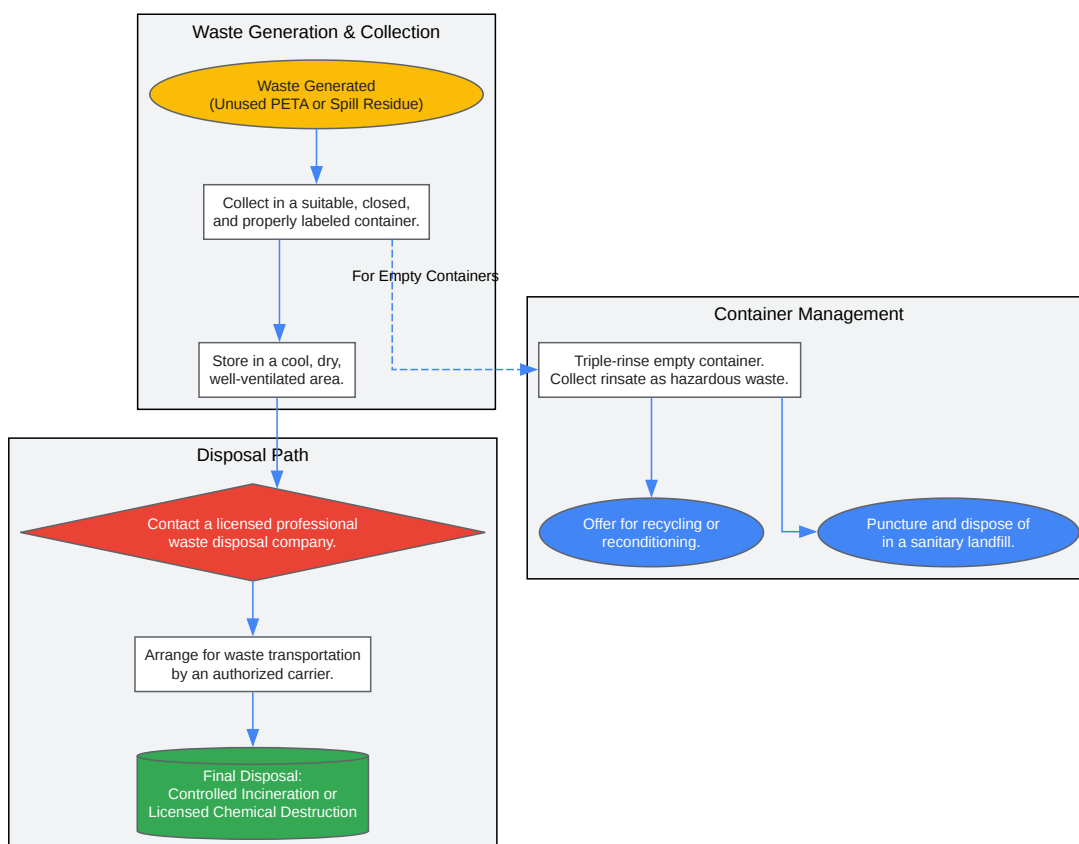 Waste Generation & Collection
Waste Generated
(Unused PETA or Spill Residue)
Collect in a suitable, closed,
and properly labeled container.
For Empty Containers
Store in a cool, dry,
well-ventilated area.
Container Management
Triple-rinse empty container.
Collect rinsate as hazardous waste.
Offer for recycling or
reconditioning.
Puncture and dispose of
in a sanitary landfill.
Disposal Path
Contact a licensed professional
waste disposal company.
Arrange for waste transportation
by an authorized carrier.
Final Disposal:
Controlled Incineration or
Licensed Chemical Destruction